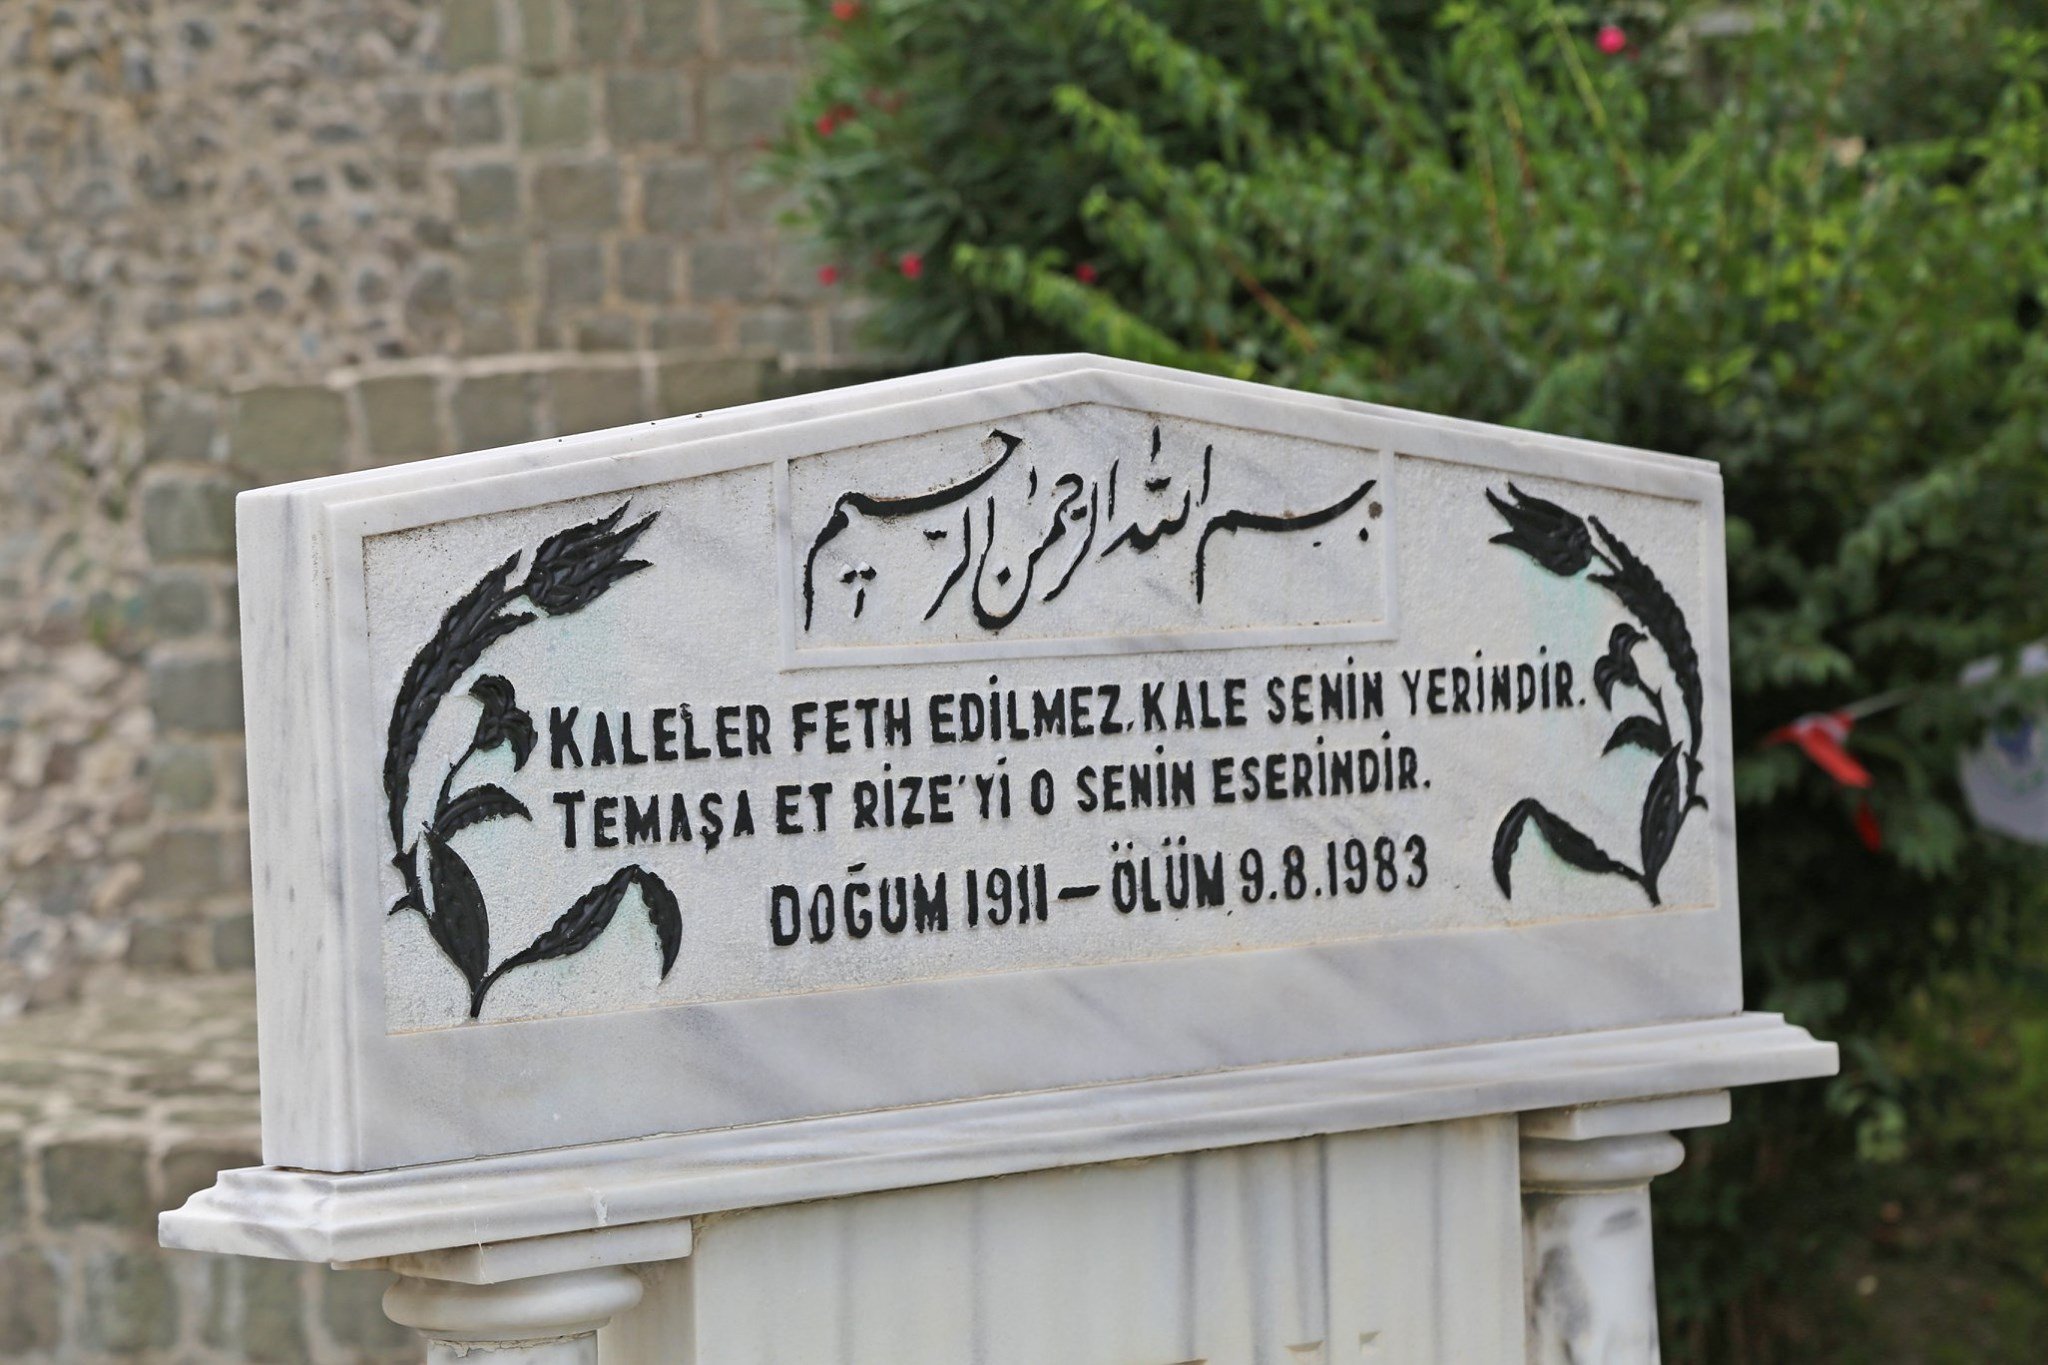 بسم الله الرحمن الرحيم
KALELER FETH EDİLMEZ, KALE SENİN YERİNDİR.
TEMAŞA ET RİZE'Yİ O SENİN ESERİNDİR.
DOĞUM 1911 – ÖLÜM 9.8.1983